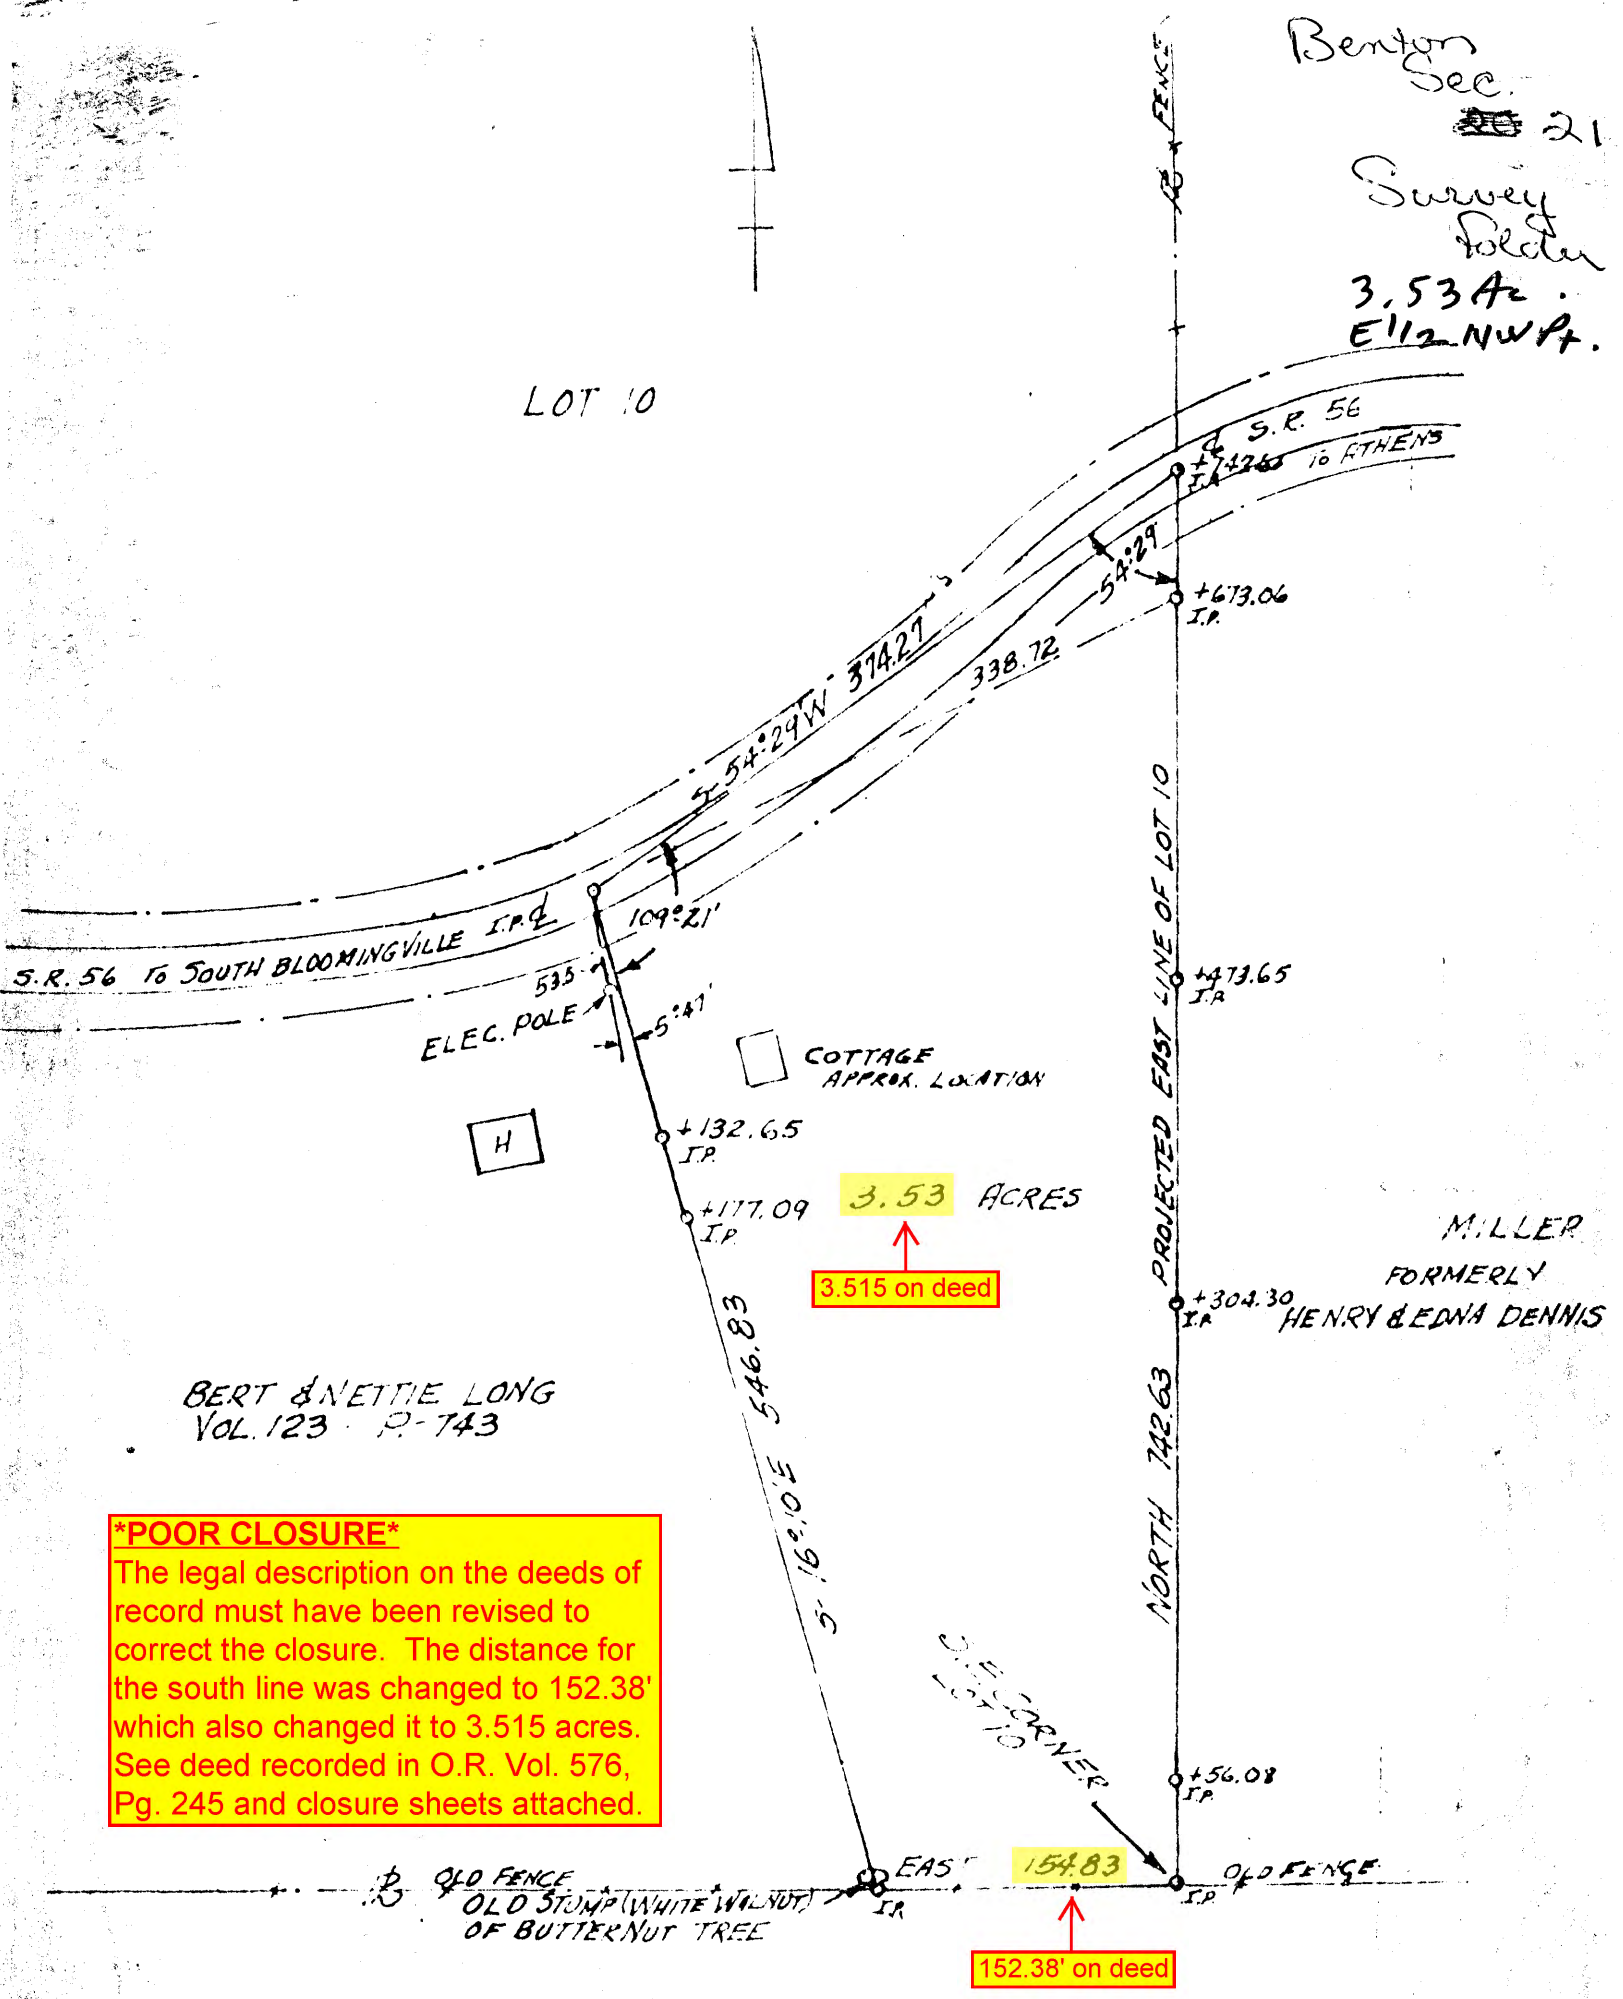 Benton
Sec.
21
Survey
Folder
3.53 Ac.
E 1/2 NW Pt.
FENCE
LOT 10
℄ S.R. 56
TO ATHENS
+742.63
I.P.
54°29'
+673.06
I.P.
S 54°29'W 374.27
338.72
109°21'
I.P. ℄
S.R. 56 TO SOUTH BLOOMINGVILLE
53.5
ELEC. POLE
5°47'
COTTAGE
APPROX. LOCATION
H
+132.65
I.P.
+177.09
I.P.
3.53 ACRES
3.515 on deed
+473.65
I.P.
PROJECTED EAST LINE OF LOT 10
NORTH 742.63
+304.30
I.P.
MILLER
FORMERLY
HENRY & EDNA DENNIS
S-16°10'E 546.83
BERT & NETTIE LONG
VOL. 123 P-743
*POOR CLOSURE*
The legal description on the deeds of
record must have been revised to
correct the closure. The distance for
the south line was changed to 152.38'
which also changed it to 3.515 acres.
See deed recorded in O.R. Vol. 576,
Pg. 245 and closure sheets attached.
S.E. CORNER
LOT 10
+56.08
I.P.
OLD FENCE
OLD STUMP (WHITE WALNUT)
OF BUTTERNUT TREE
I.P.
EAST 154.83
I.P.
OLD FENCE
152.38' on deed